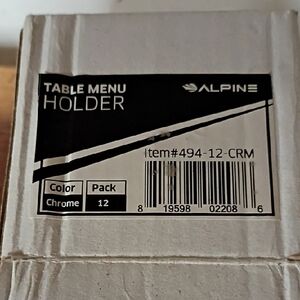 TABLE MENU
HOLDER
ALPINE
Item#494-12-CRM
Color Pack
Chrome 12
8 19598 02208 6